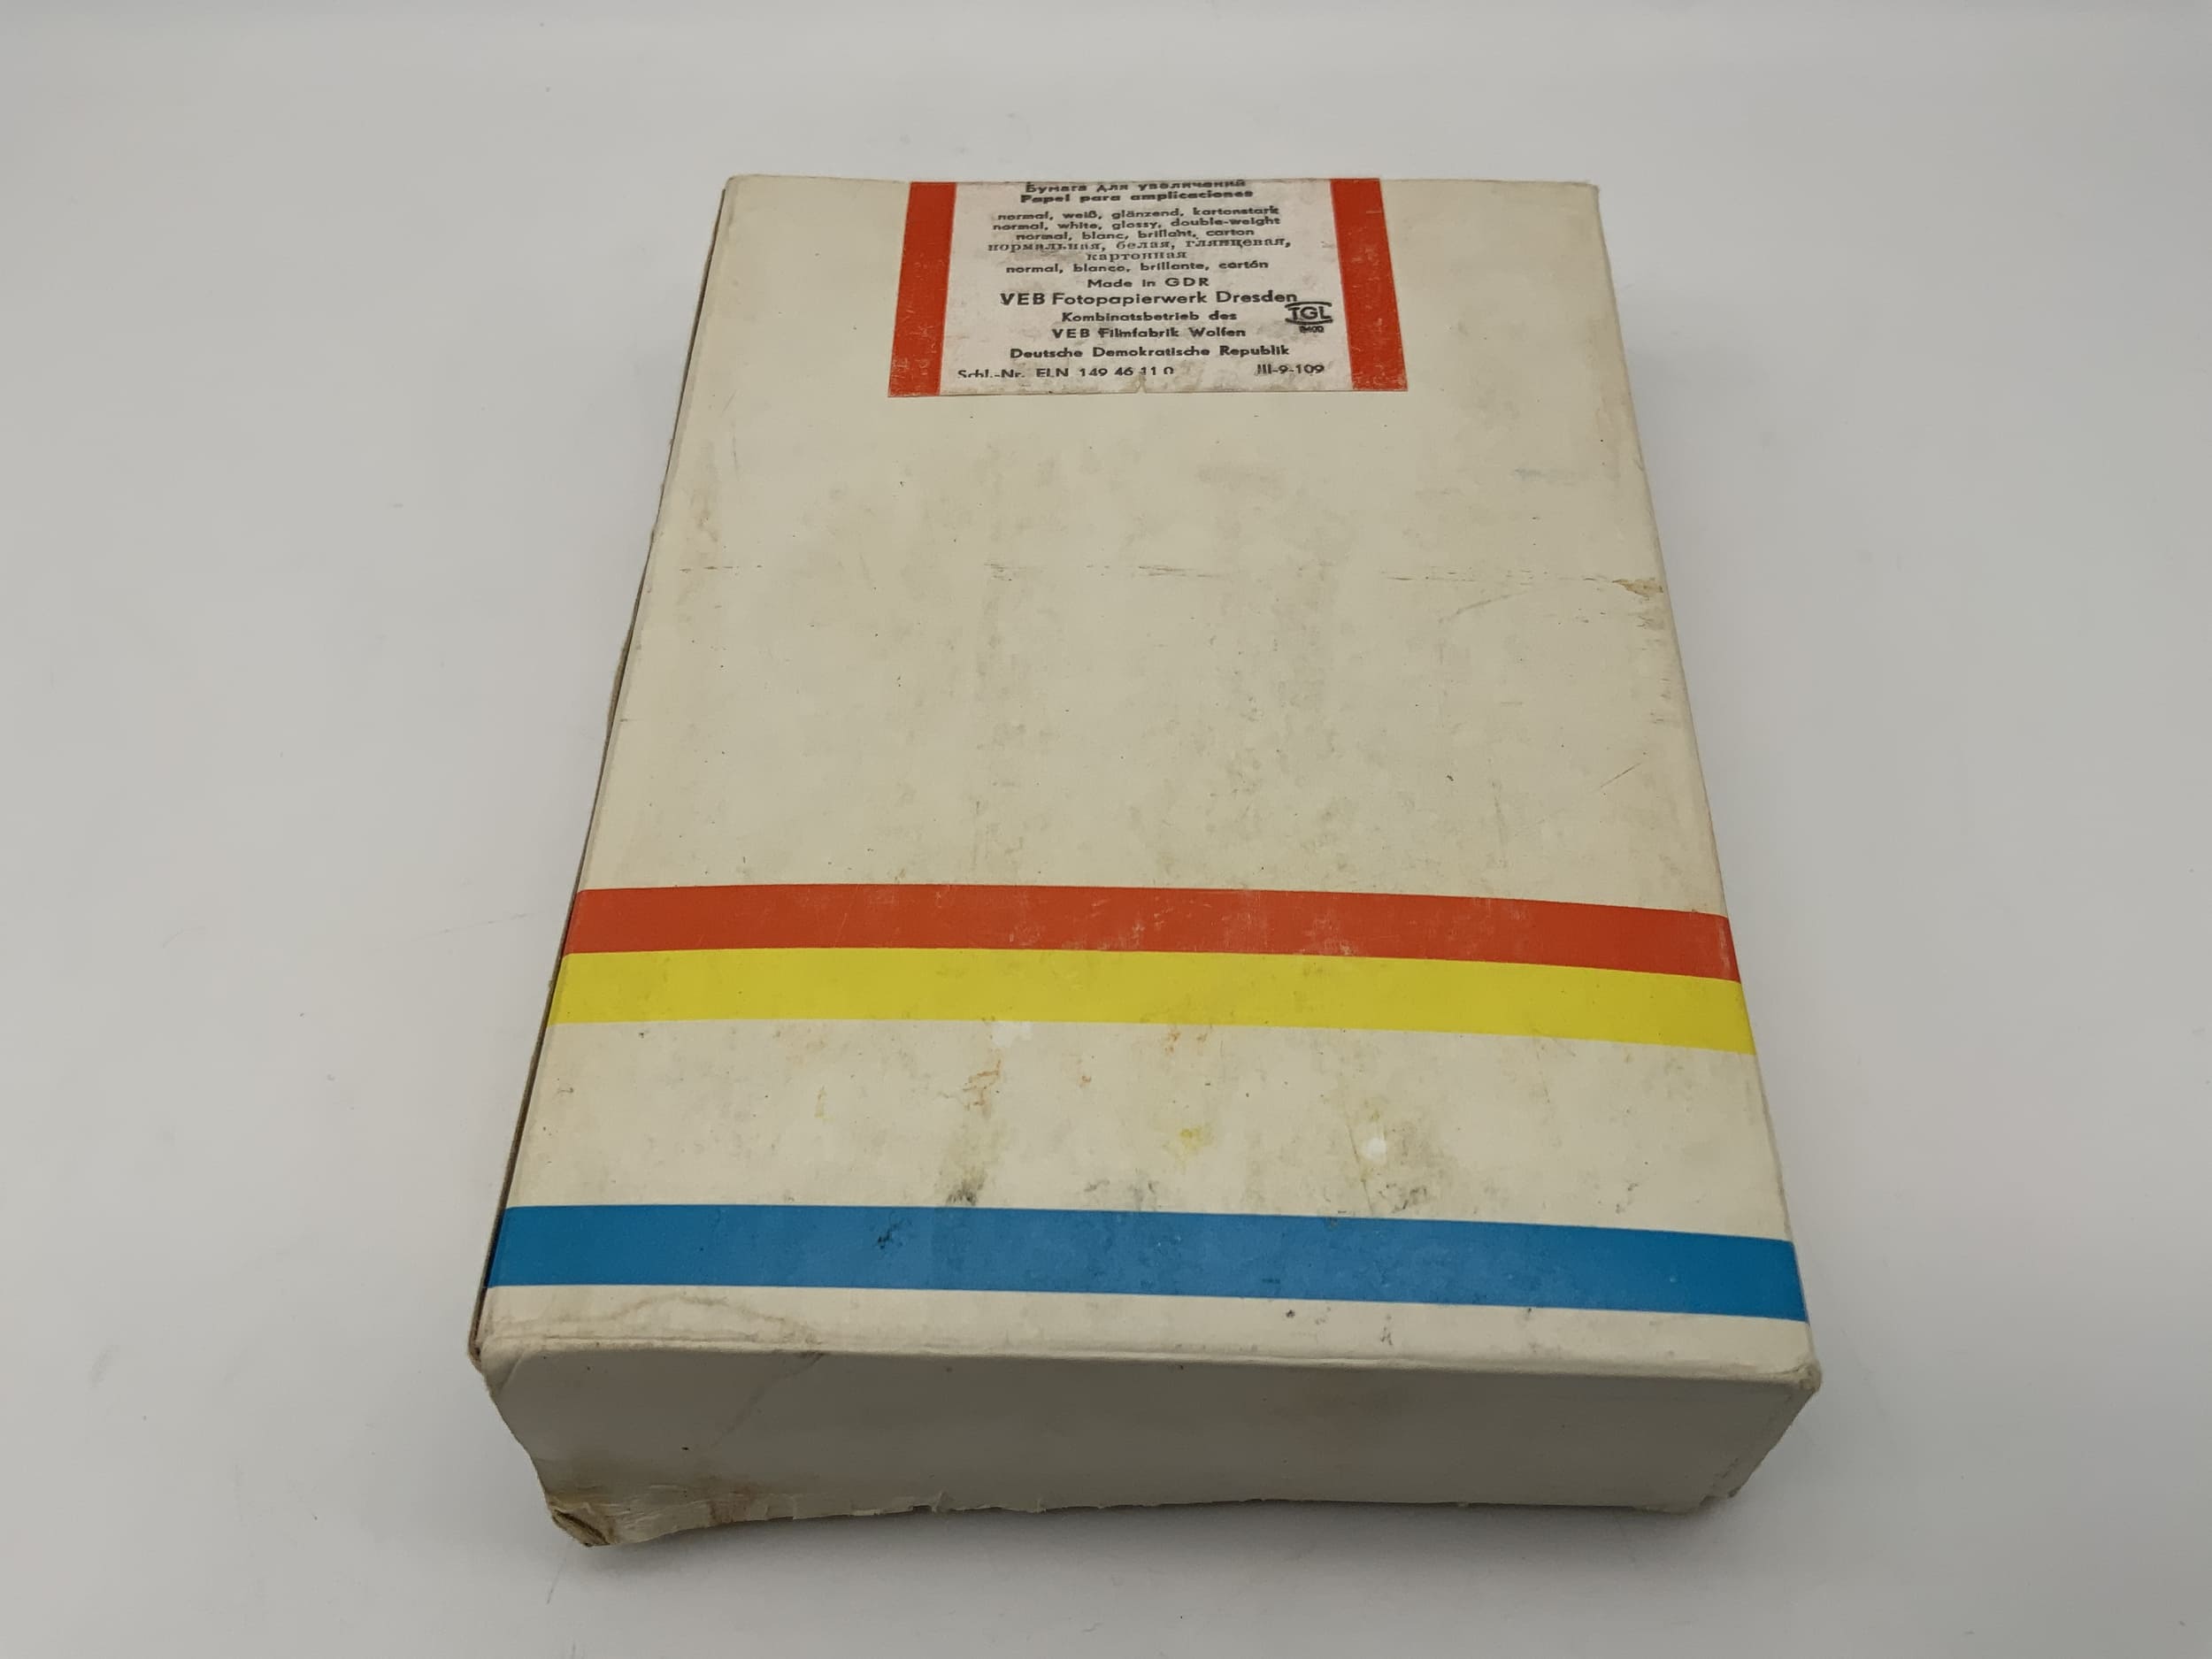 Бумага для увеличений
Papel para amplicaciones
normal, weiß, glänzend, kartonstark
normal, white, glossy, double-weight
normal, blanc, brillant, carton
нормальная, белая, глянцевая,
картонная
normal, blanco, brillante, cartón
Made in GDR
VEB Fotopapierwerk Dresden
Kombinatsbetrieb des
TGL
VEB Filmfabrik Wolfen
Deutsche Demokratische Republik
Schl.-Nr. ELN 149 46 11 0 III-9-109